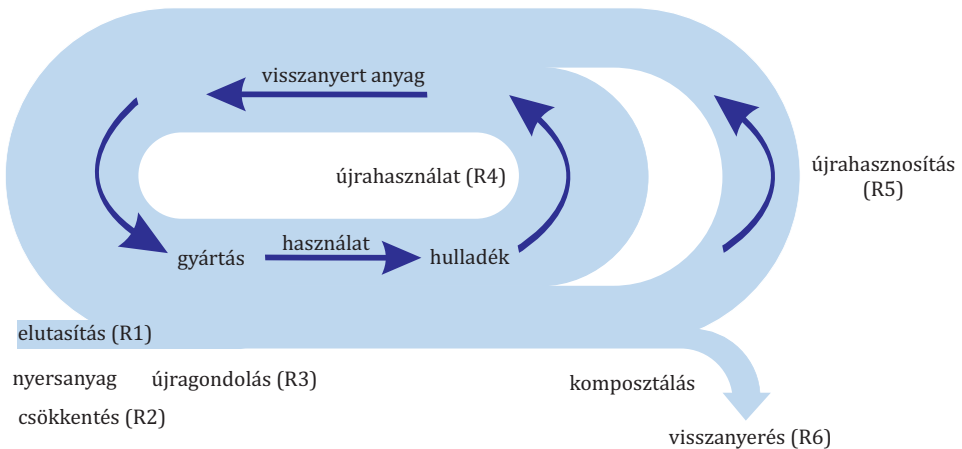 visszanyert anyag
újrahasználat (R4)
újrahasznosítás
(R5)
használat
gyártás
hulladék
elutasítás (R1)
nyersanyag
újragondolás (R3)
komposztálás
csökkentés (R2)
visszanyerés (R6)